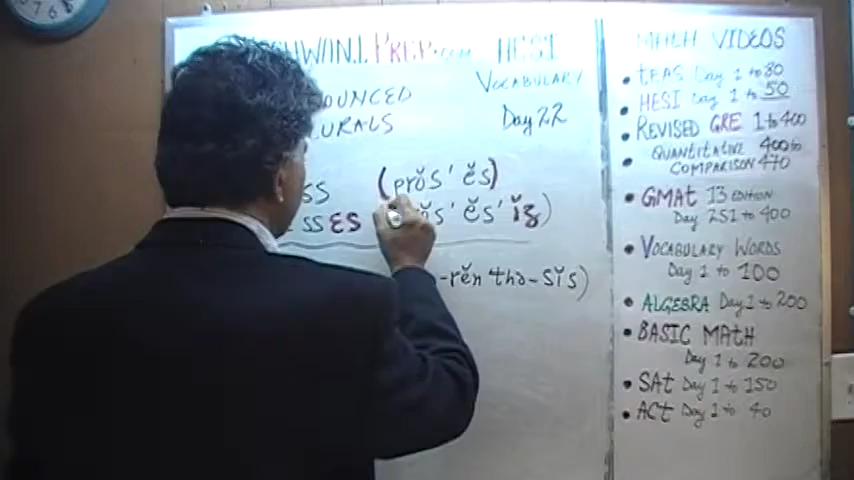 PREP HESI
VOCABULARY
Day 22
SS (prŏs' ĕs)
SSES ĕs' ĭz)
-rĕn thə-sĭs)
MATH VIDEOS
• TEAS Day 1 to 80
• HESI Day 1 to 50
• REVISED GRE 1 to 400
• QUANTITATIVE 400 to
COMPARISON 470
• GMAT 13 EDITION
Day 251 to 400
• VOCABULARY WORDS
Day 1 to 100
• ALGEBRA Day 1 to 200
• BASIC MATH
Day 1 to 200
• SAT Day 1 to 150
• ACT Day 1 to 40